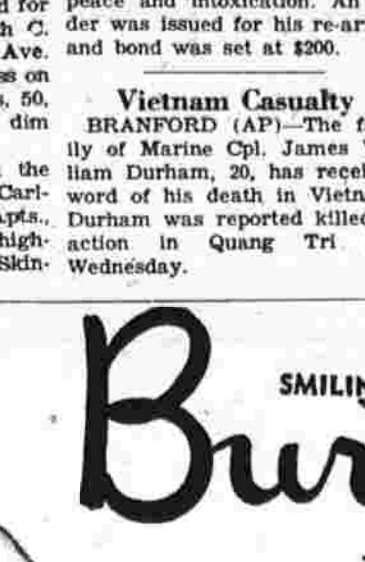 d for
h C.
Ave.
ss on
s. 50,
dim
the
Carl-
Apts.,
high-
Skin-
peace and intoxication. An
der was issued for his re-ar
and bond was set at $200.
Vietnam Casualty
BRANFORD (AP)—The f
ily of Marine Cpl. James
liam Durham, 20, has recei
word of his death in Vietn
Durham was reported killed
action in Quang Tri
Wednesday.
SMILIN
Bur